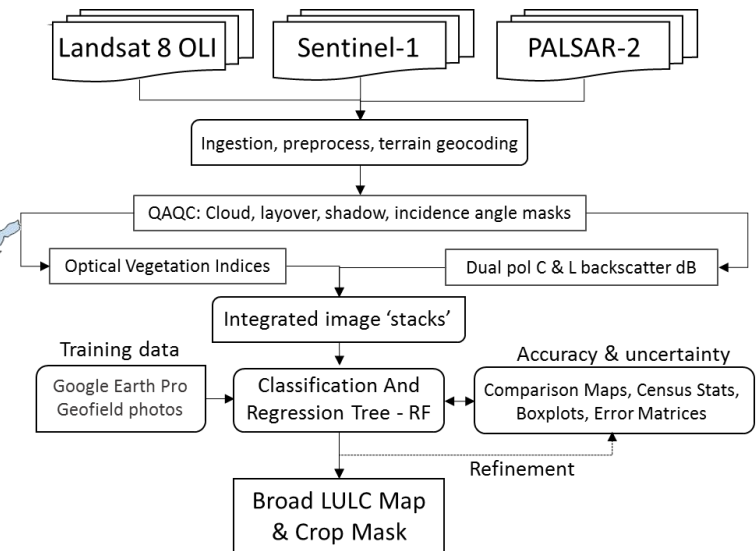 Landsat 8 OLI
Sentinel-1
PALSAR-2
Ingestion, preprocess, terrain geocoding
QAQC: Cloud, layover, shadow, incidence angle masks
Optical Vegetation Indices
Dual pol C & L backscatter dB
Integrated image ‘stacks’
Training data
Google Earth Pro
Geofield photos
Classification And
Regression Tree - RF
Accuracy & uncertainty
Comparison Maps, Census Stats,
Boxplots, Error Matrices
Refinement
Broad LULC Map
& Crop Mask